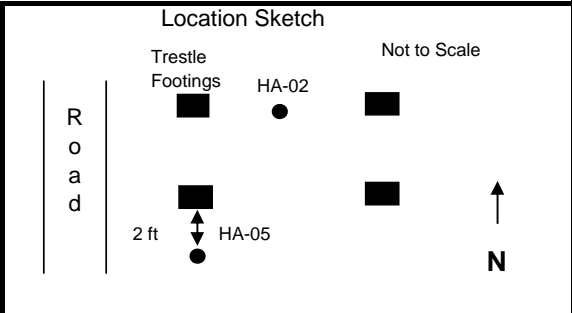 Location Sketch
Trestle
Footings
Not to Scale
HA-02
R
o
a
d
2 ft
HA-05
N